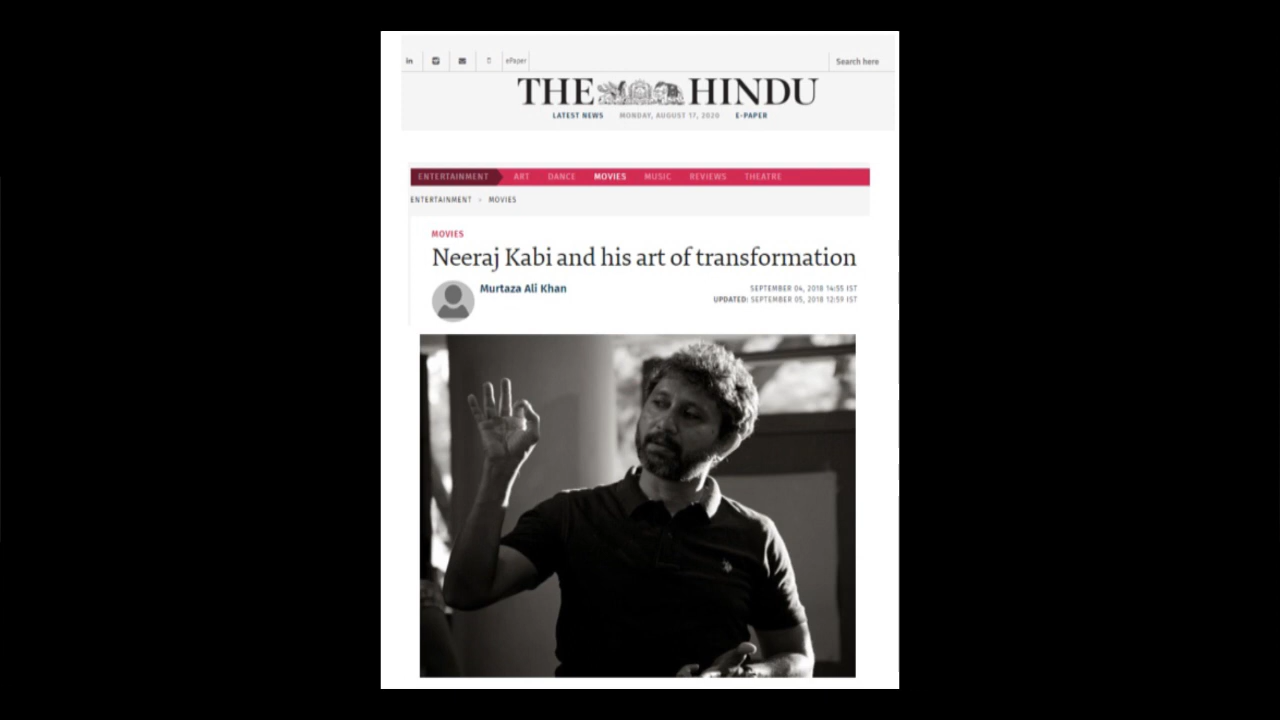 in ePaper Search here
THE HINDU
LATEST NEWS MONDAY, AUGUST 17, 2020 E-PAPER
ENTERTAINMENT ART DANCE MOVIES MUSIC REVIEWS THEATRE
ENTERTAINMENT > MOVIES
MOVIES
Neeraj Kabi and his art of transformation
Murtaza Ali Khan
SEPTEMBER 04, 2018 14:55 IST
UPDATED: SEPTEMBER 05, 2018 12:59 IST